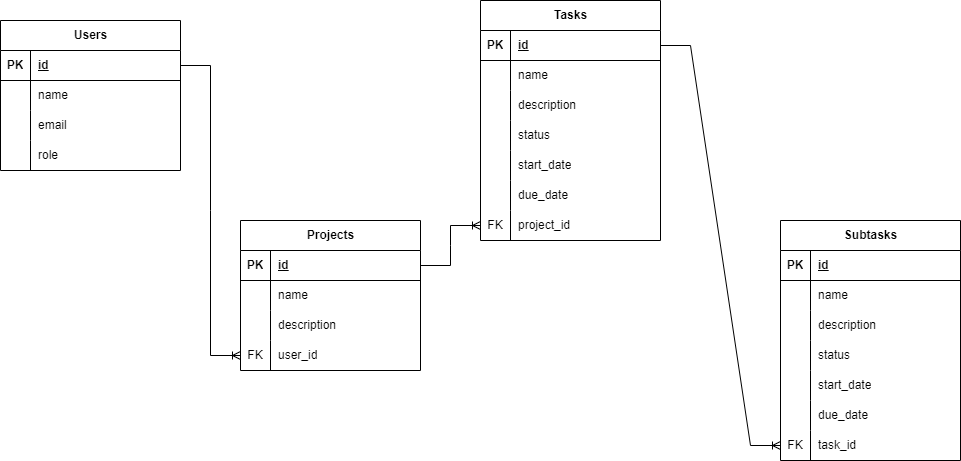 Users
PK id
name
email
role
Projects
PK id
name
description
FK user_id
Tasks
PK id
name
description
status
start_date
due_date
FK project_id
Subtasks
PK id
name
description
status
start_date
due_date
FK task_id